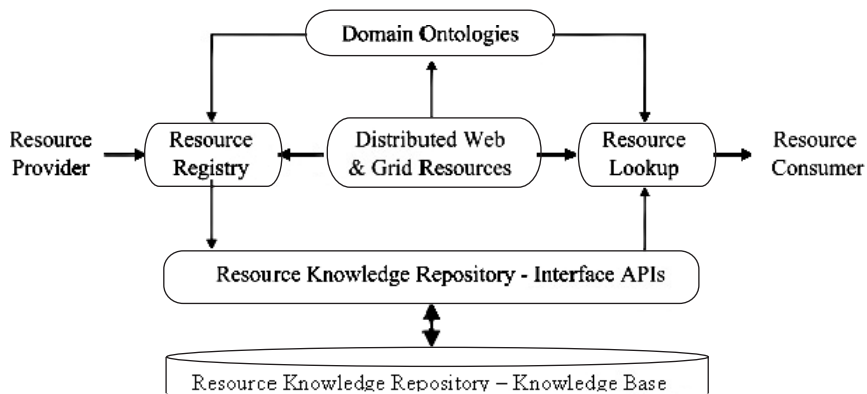 Domain Ontologies
Resource
Provider
Resource
Registry
Distributed Web
& Grid Resources
Resource
Lookup
Resource
Consumer
Resource Knowledge Repository - Interface APIs
Resource Knowledge Repository – Knowledge Base